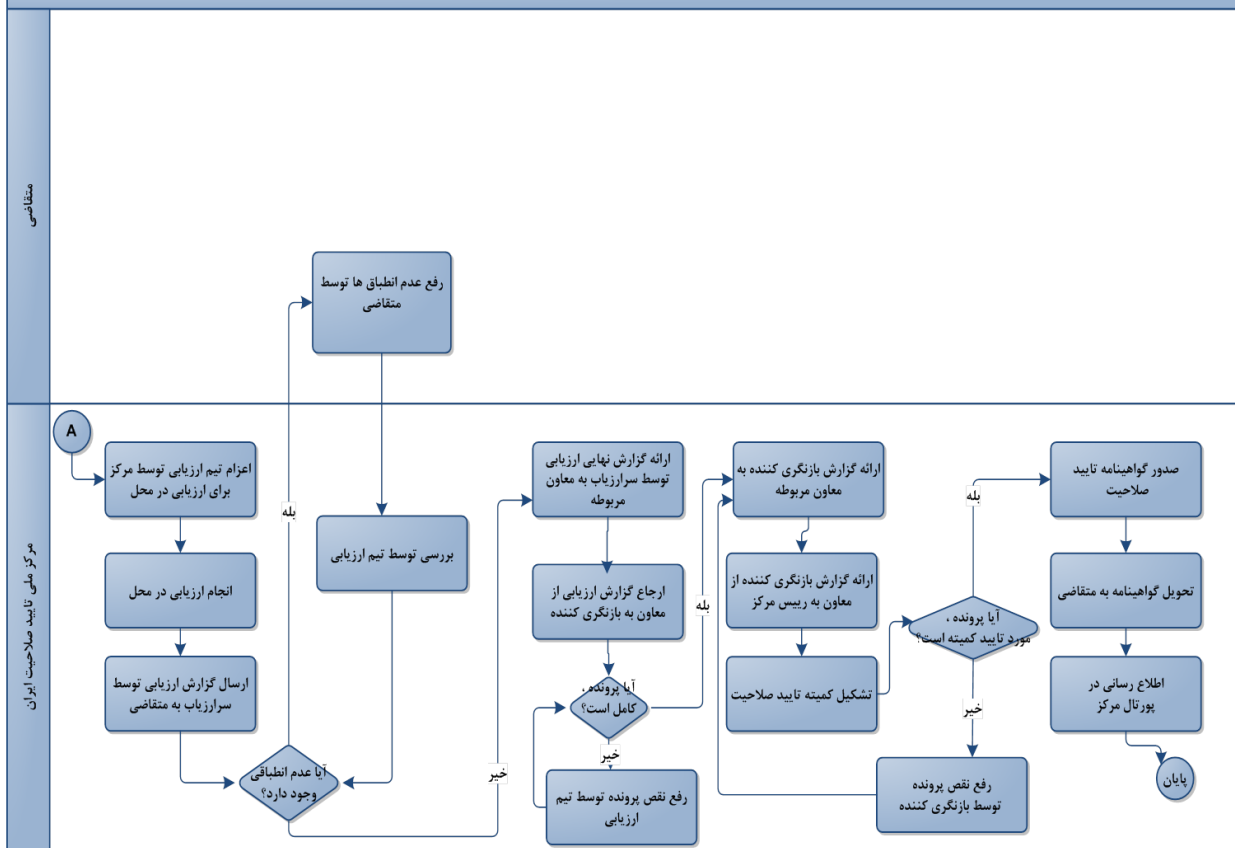 متقاضی
رفع عدم انطباق ها توسط
متقاضی
مرکز ملی تایید صلاحیت ایران
A
اعزام تیم ارزیابی توسط مرکز
برای ارزیابی در محل
انجام ارزیابی در محل
ارسال گزارش ارزیابی توسط
سرارزیاب به متقاضی
آیا عدم انطباقی
وجود دارد؟
بله
خیر
بررسی توسط تیم ارزیابی
ارائه گزارش نهایی ارزیابی
توسط سرارزیاب به معاون
مربوطه
ارجاع گزارش ارزیابی از
معاون به بازنگری کننده
آیا پرونده ،
کامل است؟
بله
خیر
رفع نقص پرونده توسط تیم
ارزیابی
ارائه گزارش بازنگری کننده به
معاون مربوطه
ارائه گزارش بازنگری کننده از
معاون به رییس مرکز
تشکیل کمیته تایید صلاحیت
آیا پرونده ،
مورد تایید کمیته است؟
بله
خیر
رفع نقص پرونده
توسط بازنگری کننده
صدور گواهینامه تایید
صلاحیت
تحویل گواهینامه به متقاضی
اطلاع رسانی در
پورتال مرکز
پایان